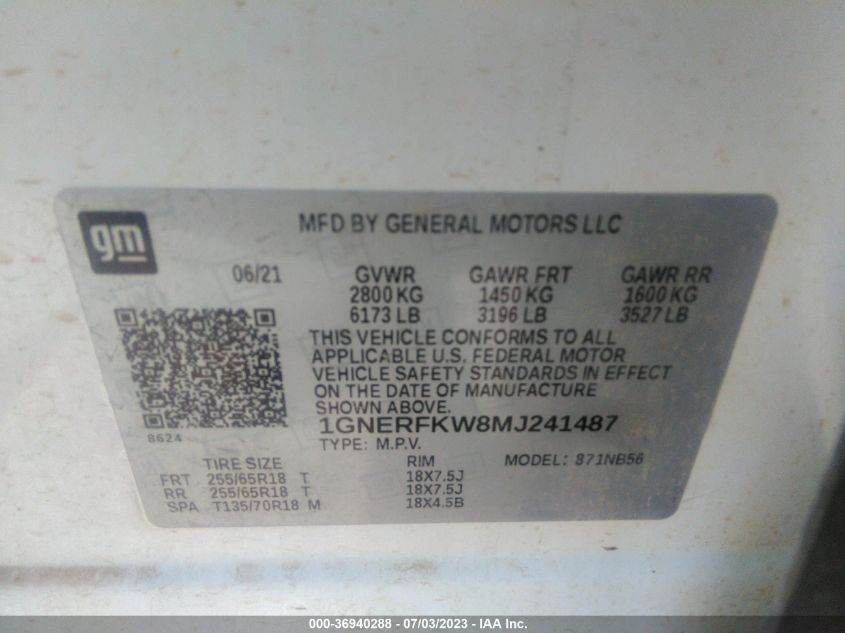 gm
MFD BY GENERAL MOTORS LLC
06/21 GVWR GAWR FRT GAWR RR
2800 KG 1450 KG 1600 KG
6173 LB 3196 LB 3527 LB
THIS VEHICLE CONFORMS TO ALL
APPLICABLE U.S. FEDERAL MOTOR
VEHICLE SAFETY STANDARDS IN EFFECT
ON THE DATE OF MANUFACTURE
SHOWN ABOVE.
1GNERFKW8MJ241487
8624
TYPE: M.P.V.
TIRE SIZE RIM MODEL: 871NB56
FRT 255/65R18 T 18X7.5J
RR 255/65R18 T 18X7.5J
SPA T135/70R18 M 18X4.5B
000-36940288 - 07/03/2023 - IAA Inc.